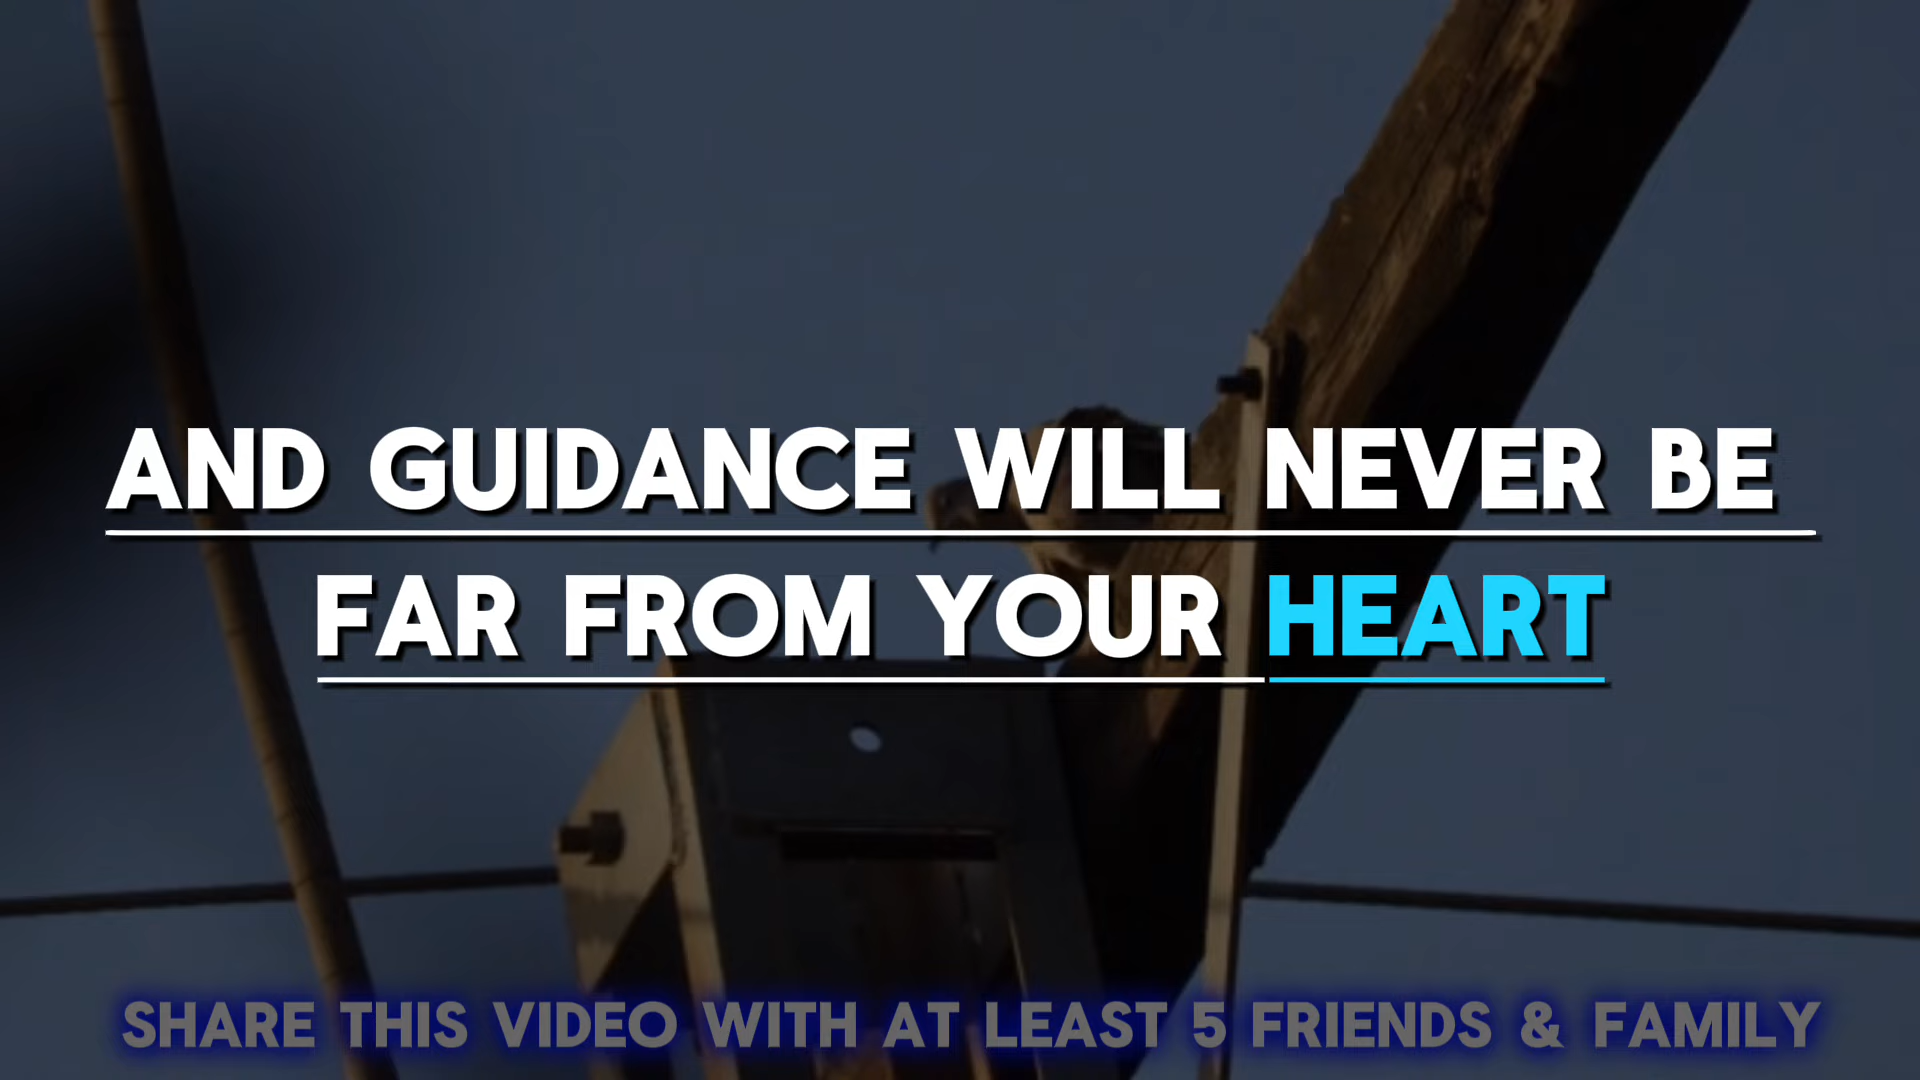 AND GUIDANCE WILL NEVER BE
FAR FROM YOUR HEART
SHARE THIS VIDEO WITH AT LEAST 5 FRIENDS & FAMILY